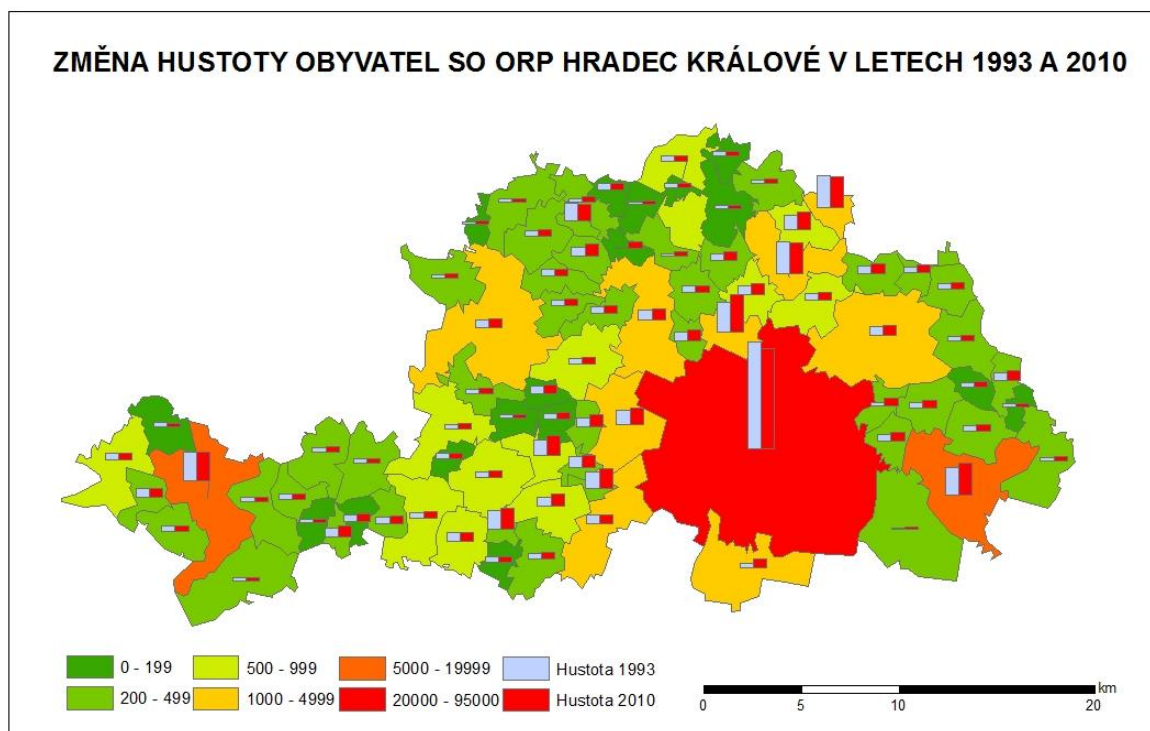 ZMĚNA HUSTOTY OBYVATEL SO ORP HRADEC KRÁLOVÉ V LETECH 1993 A 2010
0 - 199
500 - 999
5000 - 19999
Hustota 1993
200 - 499
1000 - 4999
20000 - 95000
Hustota 2010
km
0
5
10
20